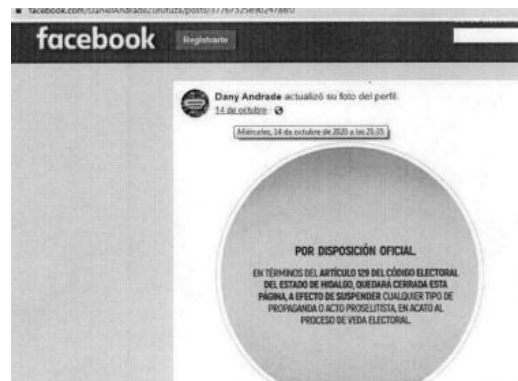 facebook
Registrarte
Dany Andrade actualizó su foto del perfil.
14 de octubre
Miércoles, 14 de octubre de 2020 a las 21:35
POR DISPOSICIÓN OFICIAL
EN TÉRMINOS DEL ARTÍCULO 129 DEL CÓDIGO ELECTORAL
DEL ESTADO DE HIDALGO, QUEDARÁ CERRADA ESTA
PÁGINA, A EFECTO DE SUSPENDER CUALQUIER TIPO DE
PROPAGANDA O ACTO PROSELITISTA, EN ACATO AL
PROCESO DE VEDA ELECTORAL.